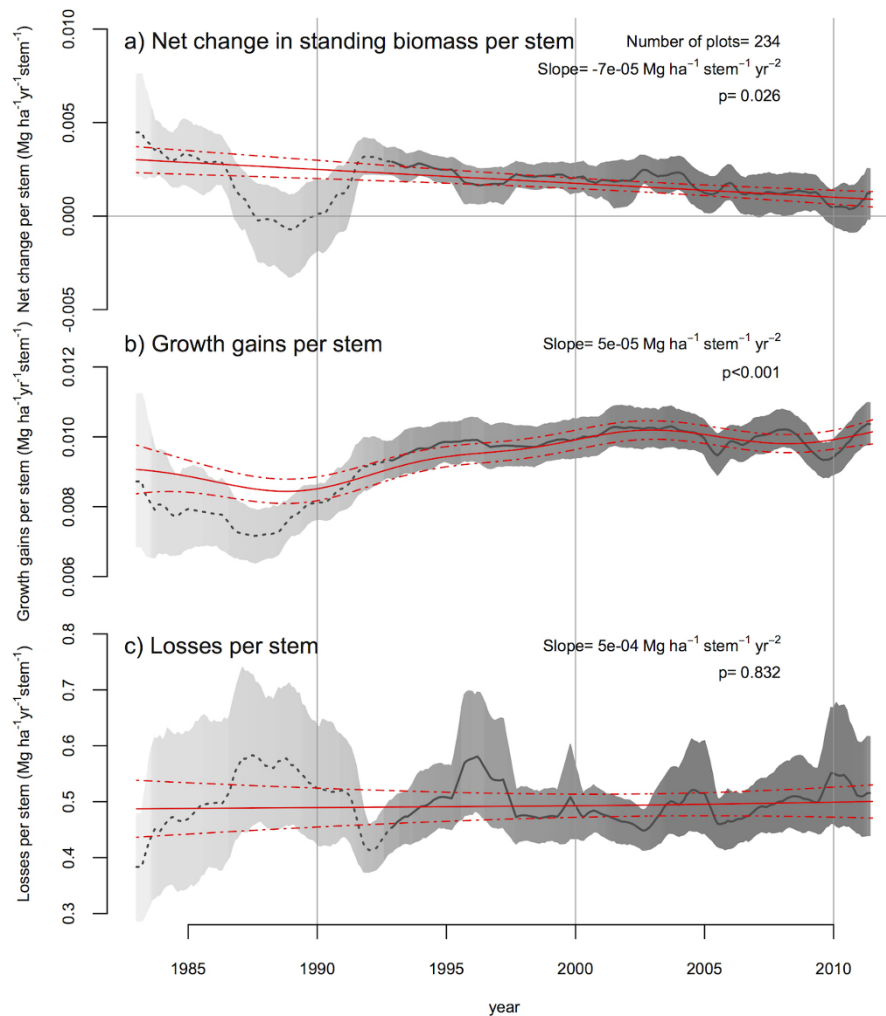 a) Net change in standing biomass per stem
Number of plots= 234
Slope= -7e-05 Mg ha⁻¹ stem⁻¹ yr⁻²
p= 0.026
Net change per stem (Mg ha⁻¹yr⁻¹stem⁻¹)
0.010
0.005
0.000
-0.005
b) Growth gains per stem
Slope= 5e-05 Mg ha⁻¹ stem⁻¹ yr⁻²
p<0.001
Growth gains per stem (Mg ha⁻¹yr⁻¹stem⁻¹)
0.012
0.010
0.008
0.006
c) Losses per stem
Slope= 5e-04 Mg ha⁻¹ stem⁻¹ yr⁻²
p= 0.832
Losses per stem (Mg ha⁻¹yr⁻¹stem⁻¹)
0.8
0.7
0.6
0.5
0.4
0.3
1985 1990 1995 2000 2005 2010
year